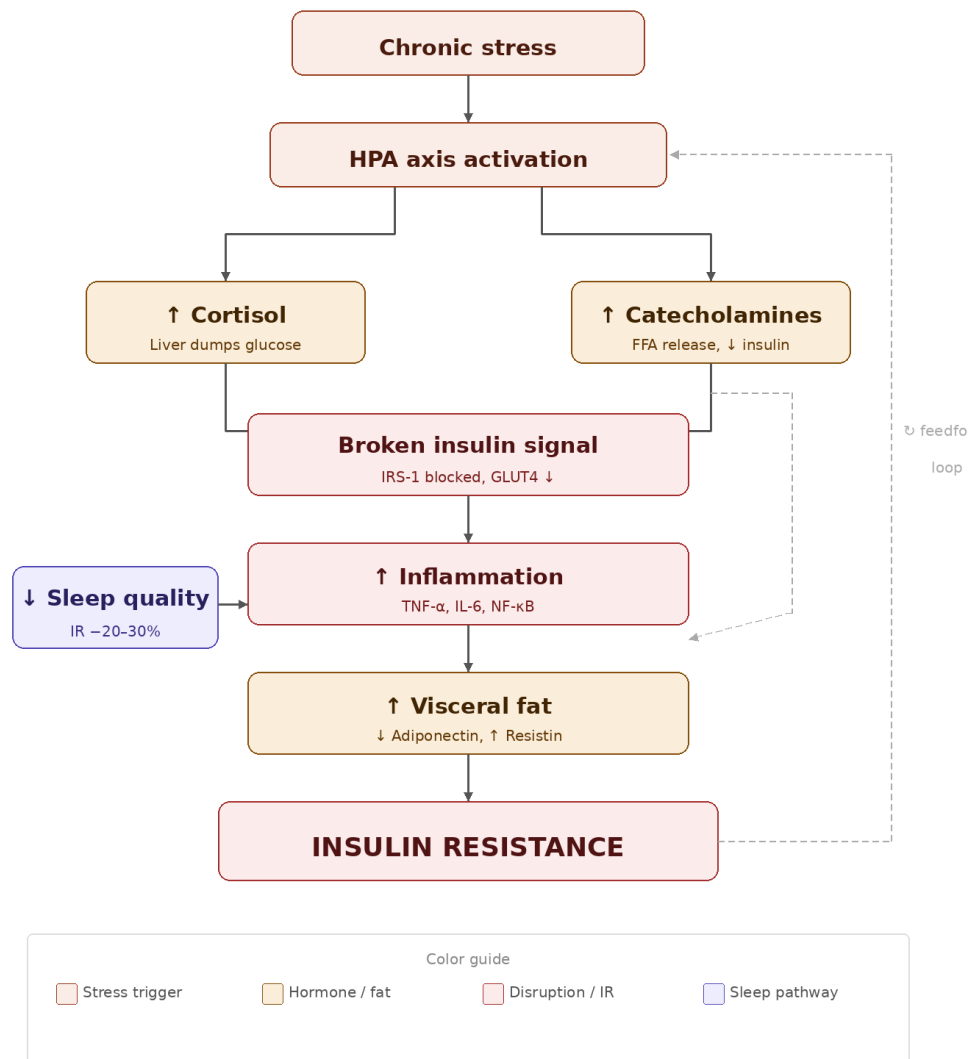 Chronic stress
HPA axis activation
↑ Cortisol
Liver dumps glucose
↑ Catecholamines
FFA release, ↓ insulin
Broken insulin signal
IRS-1 blocked, GLUT4 ↓
↻ feedfo
loop
↑ Inflammation
TNF-α, IL-6, NF-κB
↓ Sleep quality
IR −20–30%
↑ Visceral fat
↓ Adiponectin, ↑ Resistin
INSULIN RESISTANCE
Color guide
Stress trigger
Hormone / fat
Disruption / IR
Sleep pathway